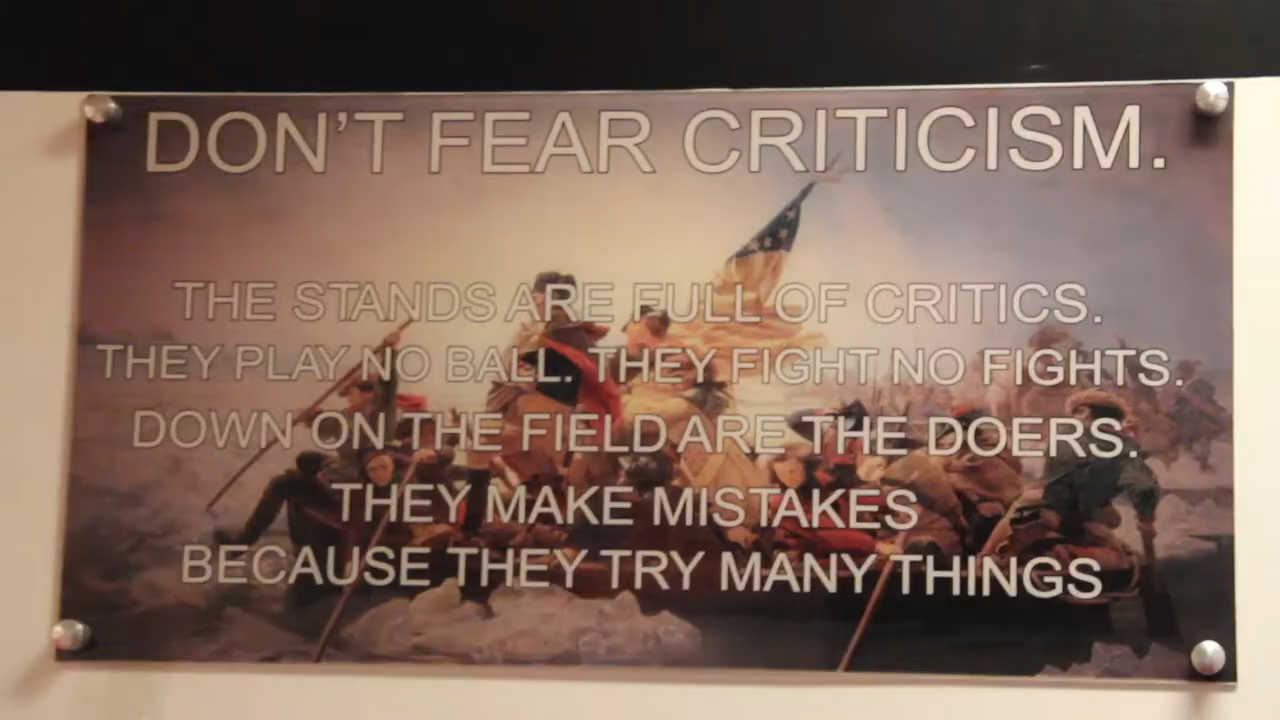 DON'T FEAR CRITICISM.
THE STANDS ARE FULL OF CRITICS.
THEY PLAY NO BALL. THEY FIGHT NO FIGHTS.
DOWN ON THE FIELD ARE THE DOERS.
THEY MAKE MISTAKES
BECAUSE THEY TRY MANY THINGS